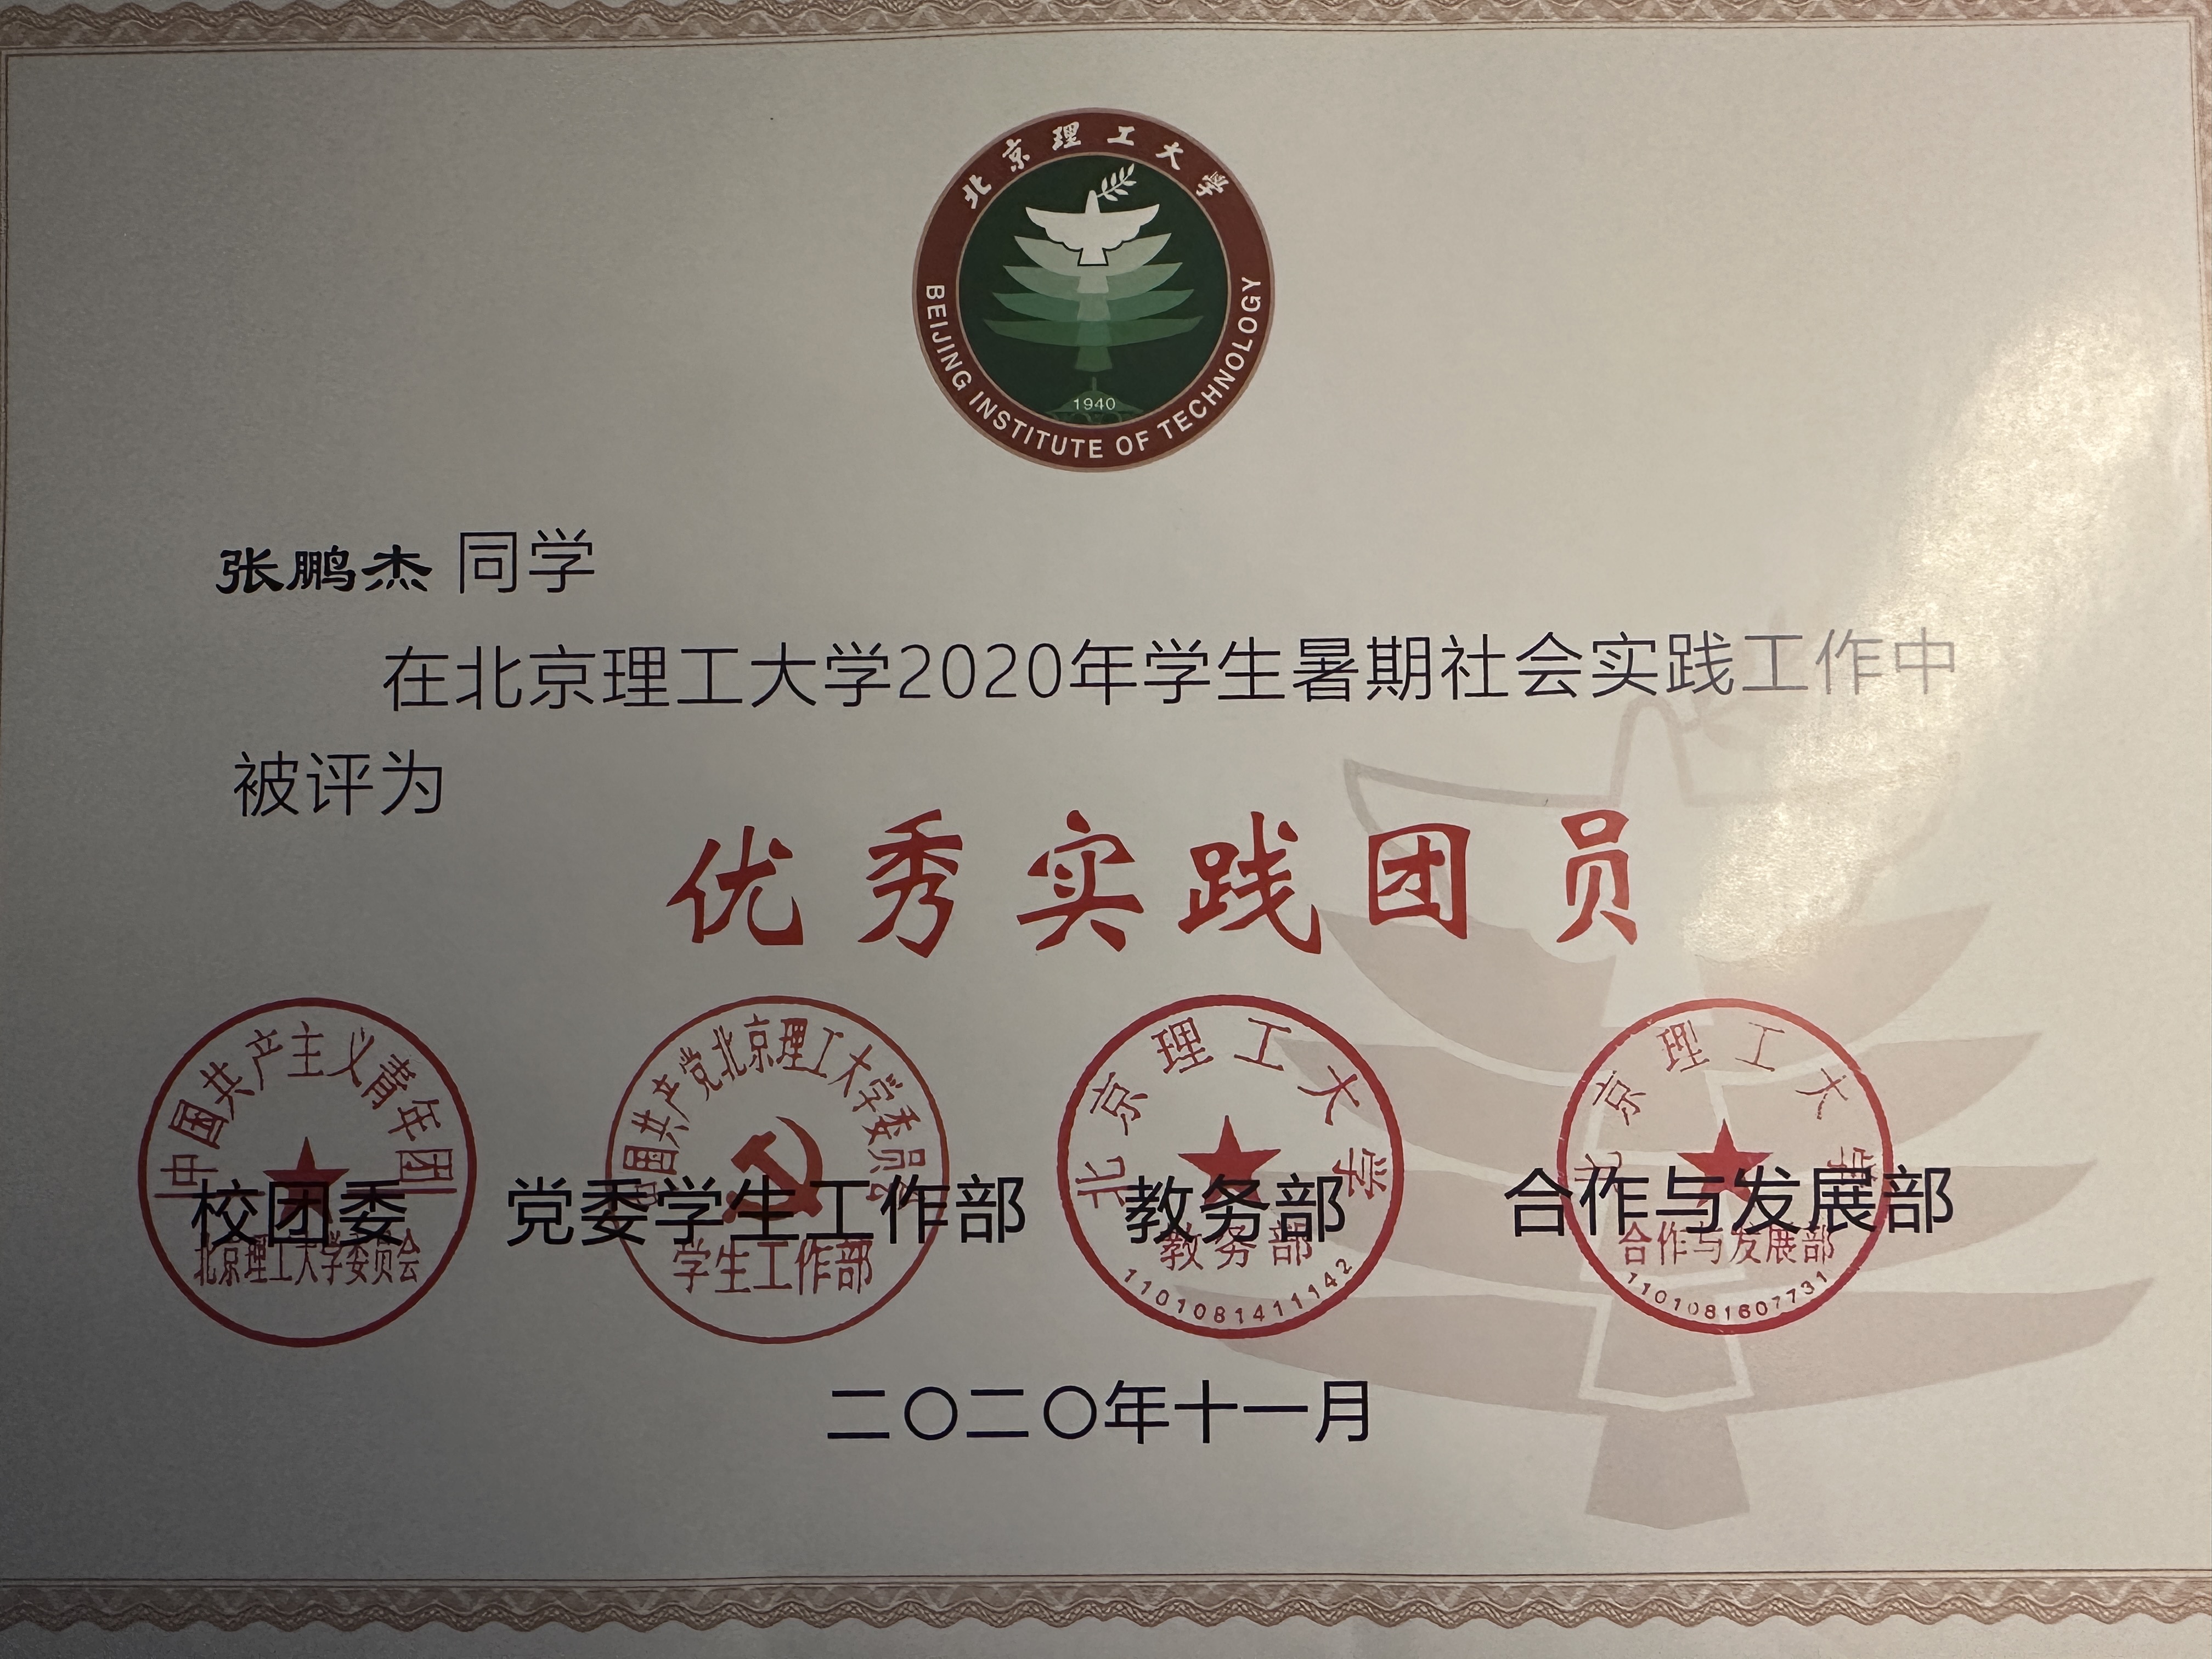 北京理工大学
BEIJING INSTITUTE OF TECHNOLOGY
1940
张鹏杰 同学
在北京理工大学2020年学生暑期社会实践工作中
被评为
优秀实践团员
校团委 党委学生工作部 教务部 合作与发展部
中国共产主义青年团
北京理工大学委员会
中国共产党北京理工大学委员会
学生工作部
北京理工大学
教务部
1101081411142
北京理工大学
合作与发展部
1101081607731
二〇二〇年十一月